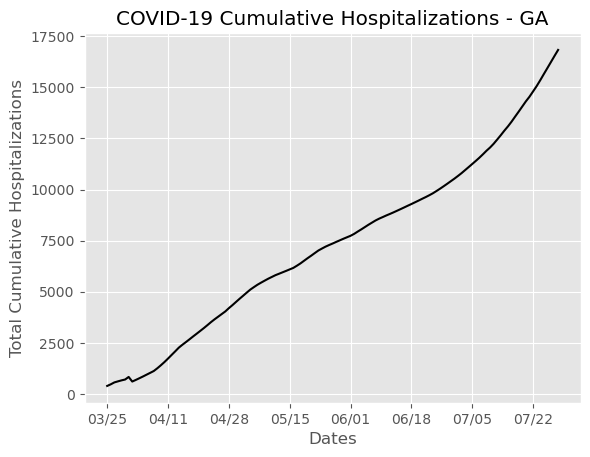 COVID-19 Cumulative Hospitalizations - GA
Total Cumulative Hospitalizations
17500
15000
12500
10000
7500
5000
2500
0
03/25 04/11 04/28 05/15 06/01 06/18 07/05 07/22
Dates